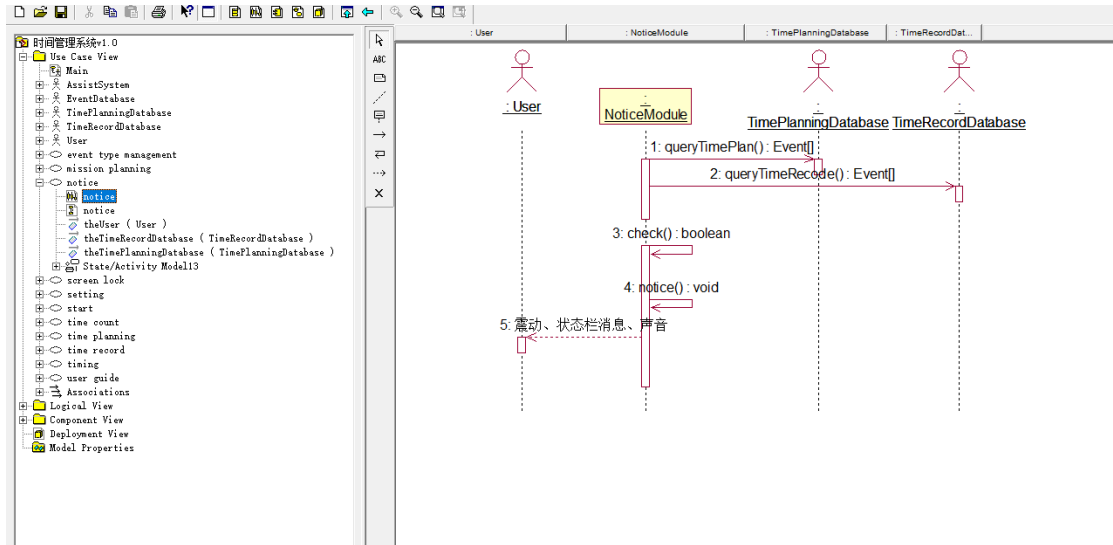 时间管理系统v1.0
Use Case View
Main
AssistSystem
EventDatabase
TimePlanningDatabase
TimeRecordDatabase
User
event type management
mission planning
notice
notice
notice
theUser ( User )
theTimeRecordDatabase ( TimeRecordDatabase )
theTimePlanningDatabase ( TimePlanningDatabase )
State/Activity Model13
screen lock
setting
start
time count
time planning
time record
timing
user guide
Associations
Logical View
Component View
Deployment View
Model Properties
ABC
: User
: NoticeModule
: TimePlanningDatabase
: TimeRecordDat...
: User
:
NoticeModule
:
TimePlanningDatabase
:
TimeRecordDatabase
1: queryTimePlan() : Event[]
2: queryTimeRecode() : Event[]
3: check() : boolean
4: notice() : void
5: 震动、状态栏消息、声音